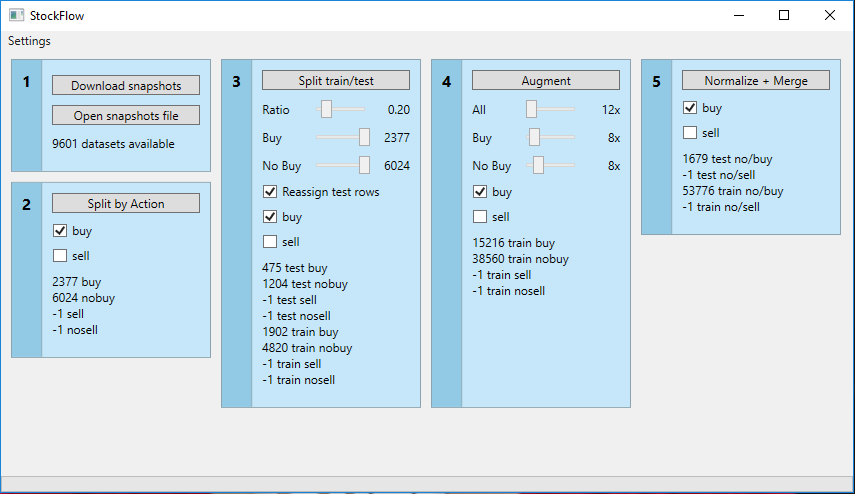 StockFlow
Settings
1
Download snapshots
Open snapshots file
9601 datasets available
2
Split by Action
buy
sell
2377 buy
6024 nobuy
-1 sell
-1 nosell
3
Split train/test
Ratio 0.20
Buy 2377
No Buy 6024
Reassign test rows
buy
sell
475 test buy
1204 test nobuy
-1 test sell
-1 test nosell
1902 train buy
4820 train nobuy
-1 train sell
-1 train nosell
4
Augment
All 12x
Buy 8x
No Buy 8x
buy
sell
15216 train buy
38560 train nobuy
-1 train sell
-1 train nosell
5
Normalize + Merge
buy
sell
1679 test no/buy
-1 test no/sell
53776 train no/buy
-1 train no/sell